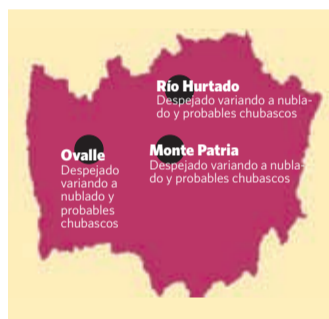 Río Hurtado
Despejado variando a nubla-
do y probables chubascos
Monte Patria
Despejado variando a nubla-
do y probables chubascos
Ovalle
Despejado
variando a
nublado y
probables
chubascos